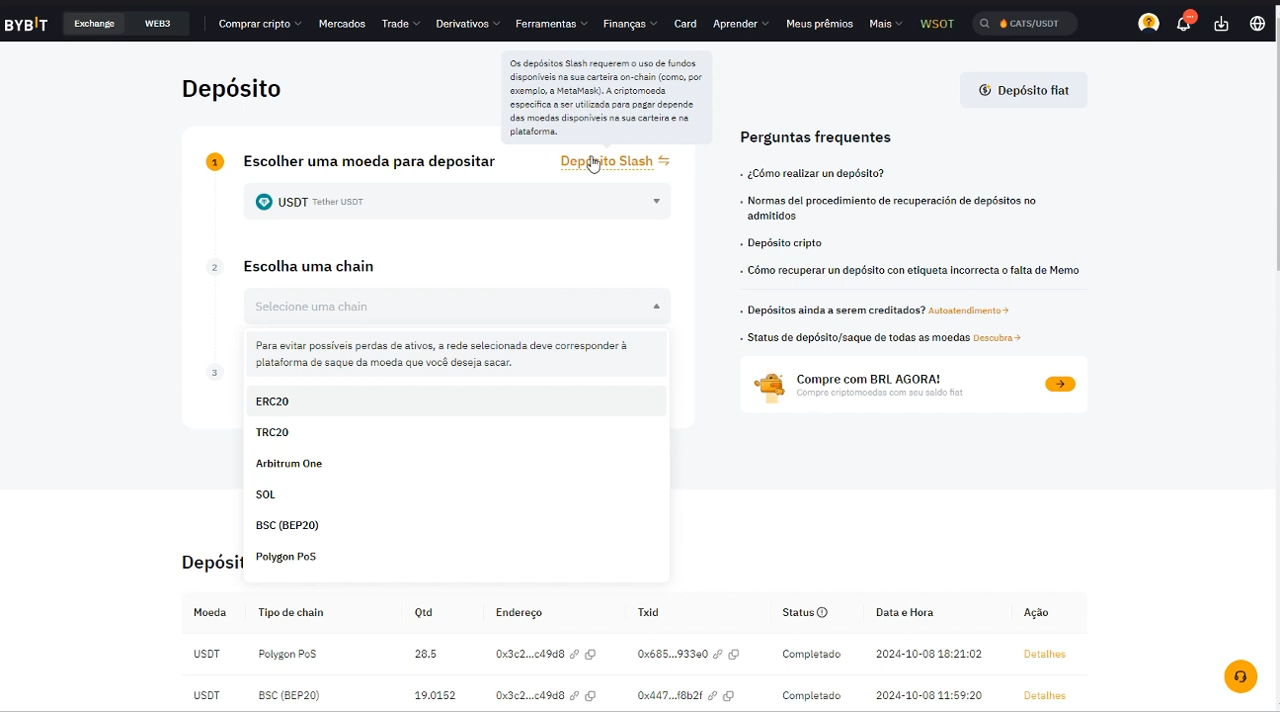 BYBIT Exchange WEB3 Comprar cripto Mercados Trade Derivativos Ferramentas Finanças Card Aprender Meus prêmios Mais WSOT CATS/USDT
Os depósitos Slash requerem o uso de fundos
disponíveis na sua carteira on-chain (como, por
exemplo, a MetaMask). A criptomoeda
específica a ser utilizada para pagar depende
das moedas disponíveis na sua carteira e na
plataforma.
Depósito
Depósito fiat
1 Escolher uma moeda para depositar Depósito Slash
USDT Tether USDT
2 Escolha uma chain
Selecione uma chain
Para evitar possíveis perdas de ativos, a rede selecionada deve corresponder à
plataforma de saque da moeda que você deseja sacar.
3
ERC20
TRC20
Arbitrum One
SOL
BSC (BEP20)
Polygon PoS
Perguntas frequentes
¿Cómo realizar un depósito?
Normas del procedimiento de recuperación de depósitos no
admitidos
Depósito cripto
Cómo recuperar un depósito con etiqueta incorrecta o falta de Memo
Depósitos ainda a serem creditados? Autoatendimento
Status de depósito/saque de todas as moedas Descubra
Compre com BRL AGORA!
Compre criptomoedas com seu saldo fiat
Depósit
Moeda Tipo de chain Qtd Endereço Txid Status Data e Hora Ação
USDT Polygon PoS 28.5 0x3c2...c49d8 0x685...933e0 Completado 2024-10-08 18:21:02 Detalhes
USDT BSC (BEP20) 19.0152 0x3c2...c49d8 0x447...f8b2f Completado 2024-10-08 11:59:20 Detalhes